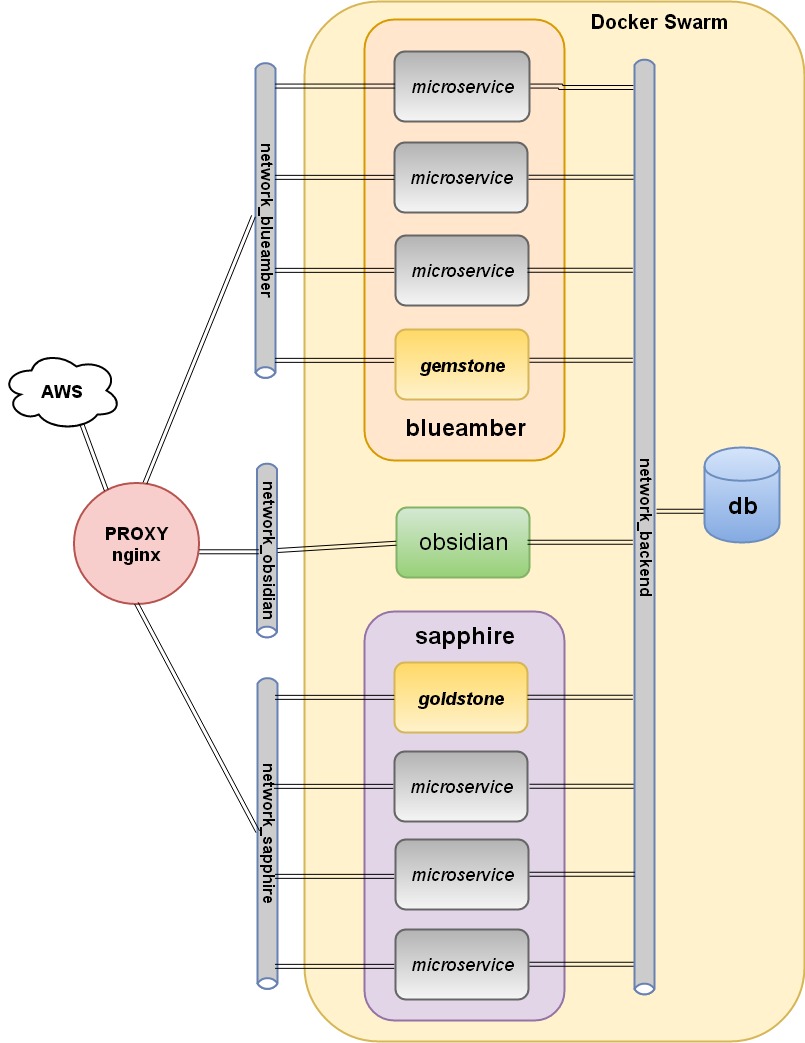 Docker Swarm
network_blueamber
microservice
microservice
microservice
gemstone
blueamber
AWS
PROXY
nginx
network_obsidian
obsidian
network_backend
db
sapphire
goldstone
network_sapphire
microservice
microservice
microservice